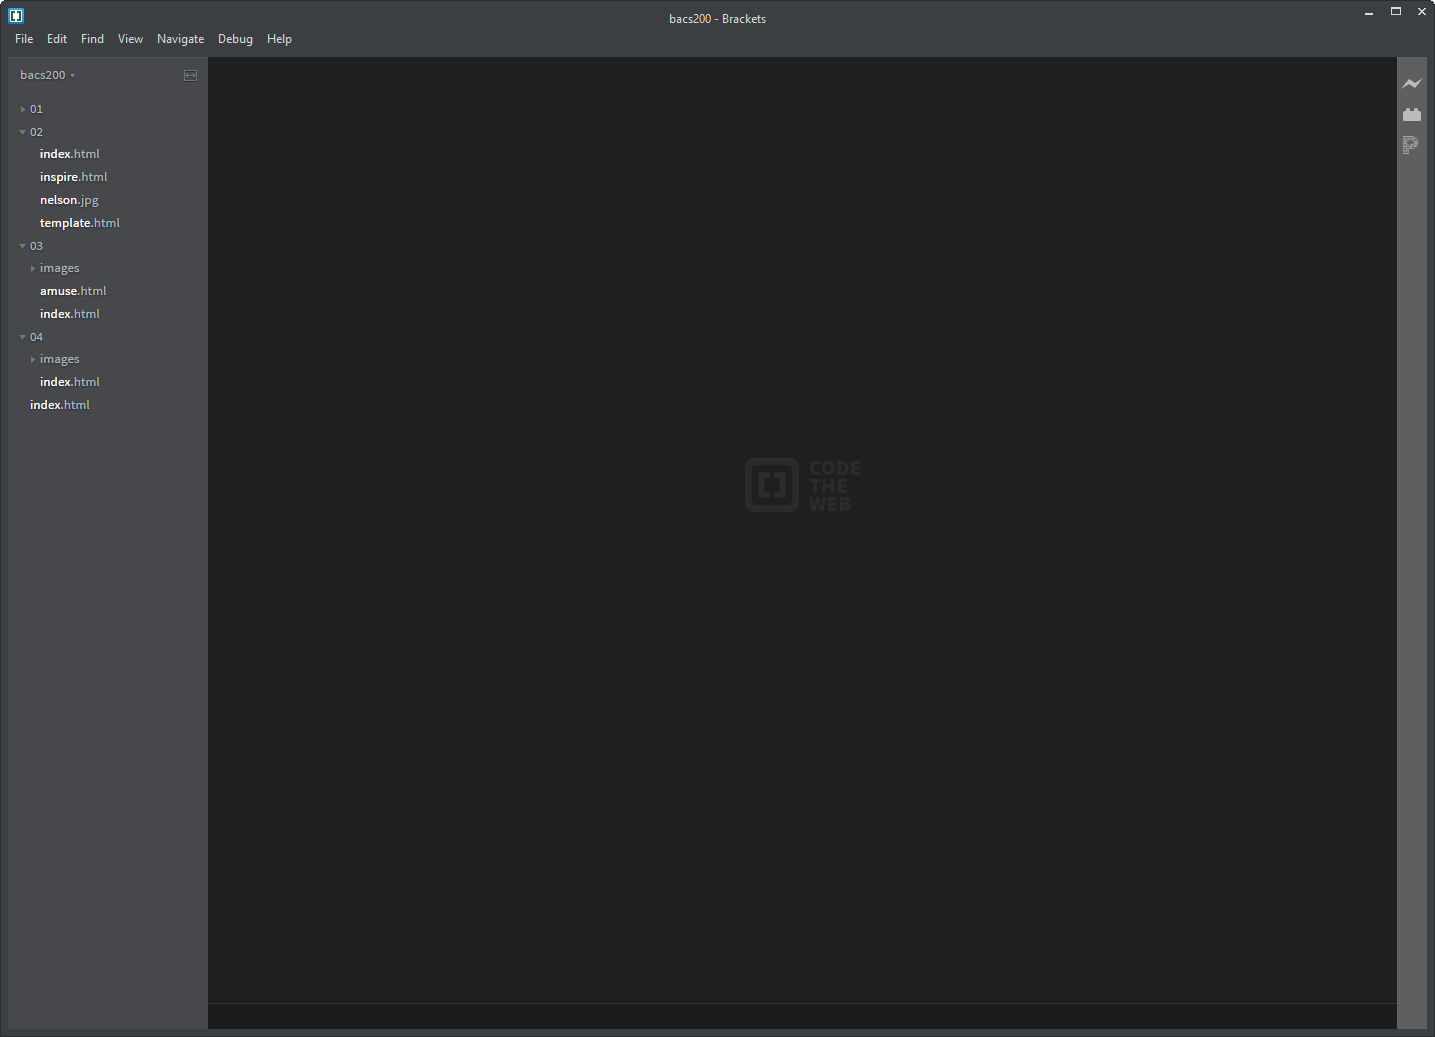 bacs200 - Brackets
File Edit Find View Navigate Debug Help
bacs200
01
02
index.html
inspire.html
nelson.jpg
template.html
03
images
amuse.html
index.html
04
images
index.html
index.html
CODE
THE
WEB